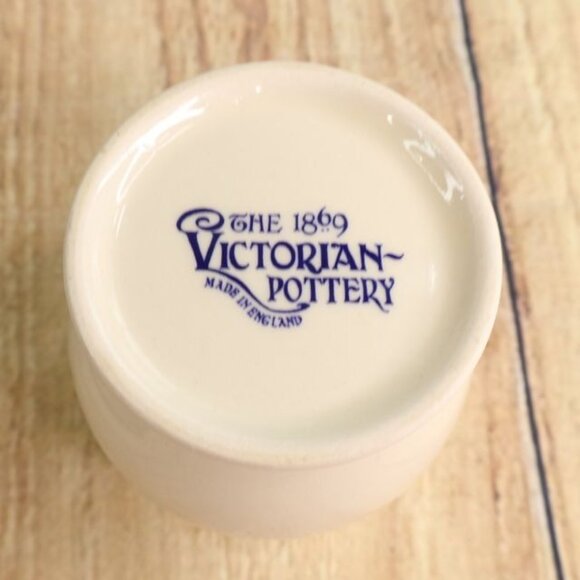 THE 1869
VICTORIAN~
POTTERY
MADE IN ENGLAND